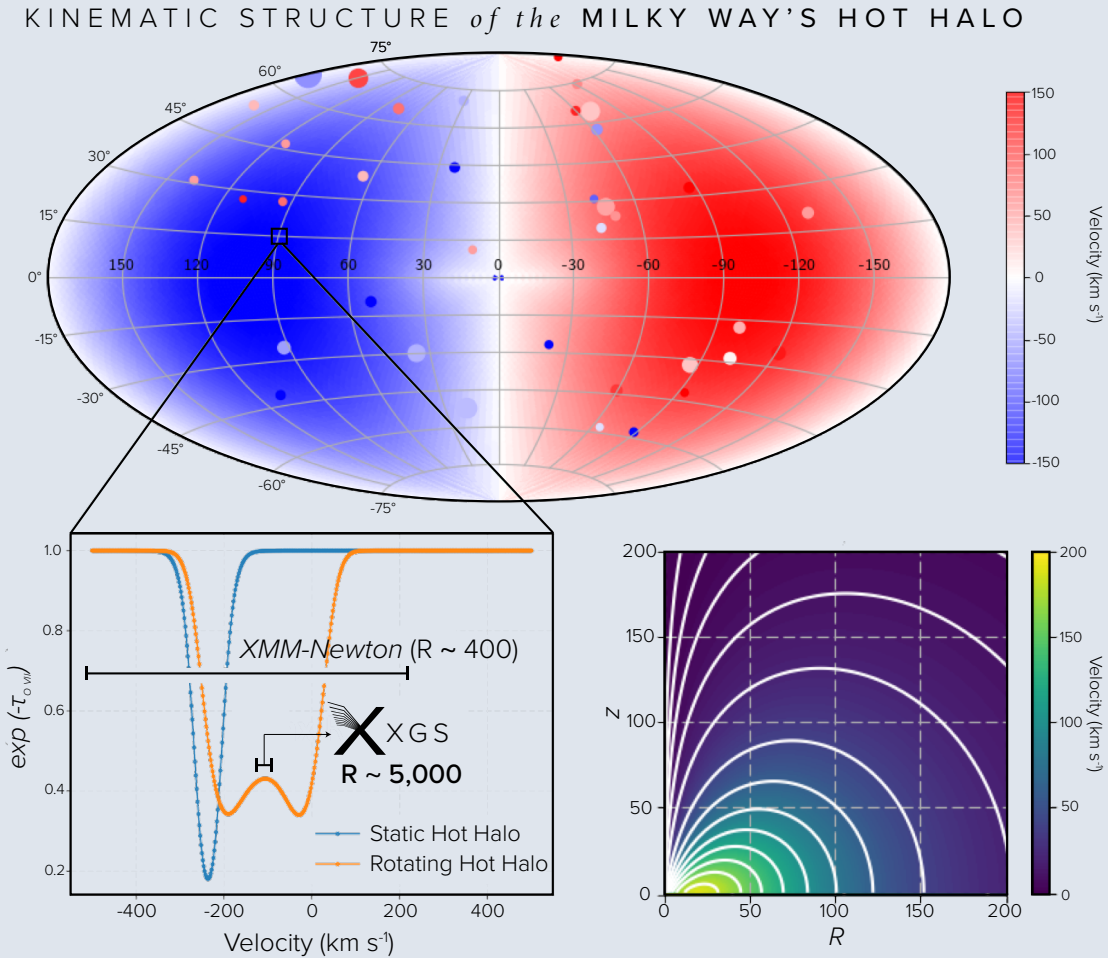 KINEMATIC STRUCTURE of the MILKY WAY'S HOT HALO
75°
60°
45°
30°
15°
0°
-15°
-30°
-45°
-60°
-75°
150 120 90 60 30 0 -30 -60 -90 -120 -150
150
100
50
0
-50
-100
-150
Velocity (km s⁻¹)
1.0
0.8
0.6
0.4
0.2
exp (-τ_O VII)
XMM-Newton (R ~ 400)
XGS
R ~ 5,000
Static Hot Halo
Rotating Hot Halo
-400 -200 0 200 400
Velocity (km s⁻¹)
200
150
100
50
0
z
0 50 100 150 200
R
200
150
100
50
0
Velocity (km s⁻¹)